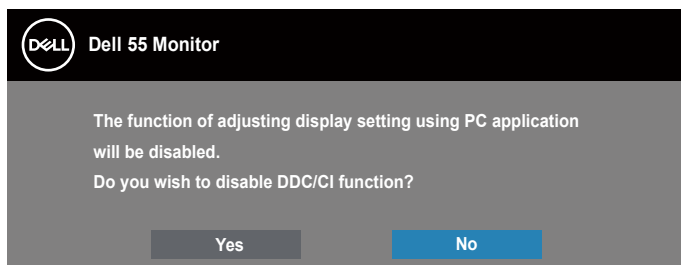 DELL Dell 55 Monitor
The function of adjusting display setting using PC application
will be disabled.
Do you wish to disable DDC/CI function?
Yes No